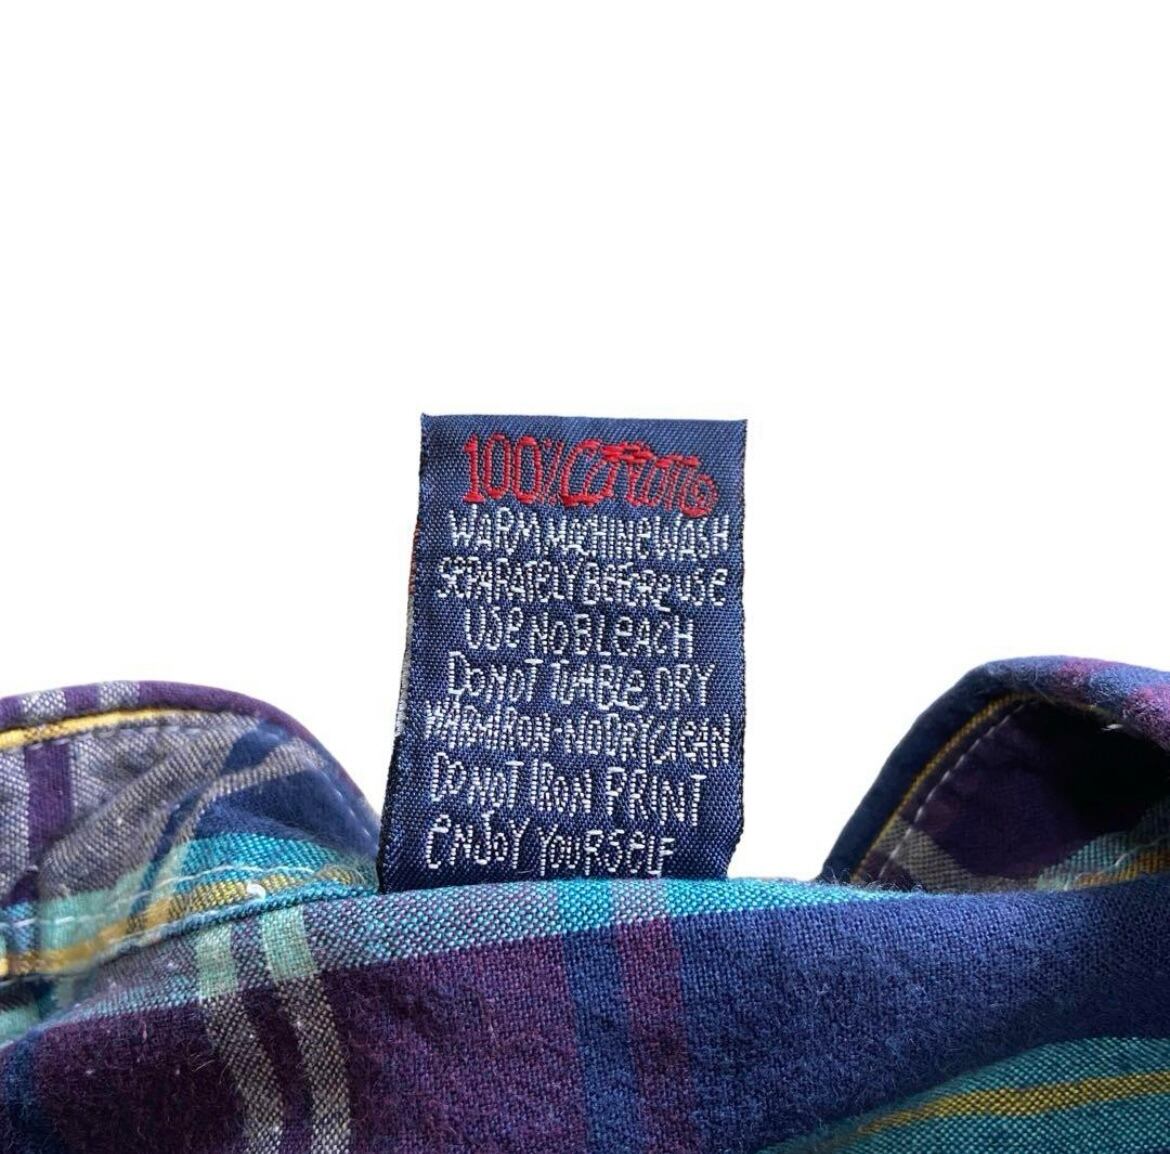 100% Cotton
WARM MACHINE WASH
SEPARATELY BEFORE USE
USE NO BLEACH
DO NOT TUMBLE DRY
WARM IRON - NO DRY CLEAN
DO NOT IRON PRINT
ENJOY YOURSELF